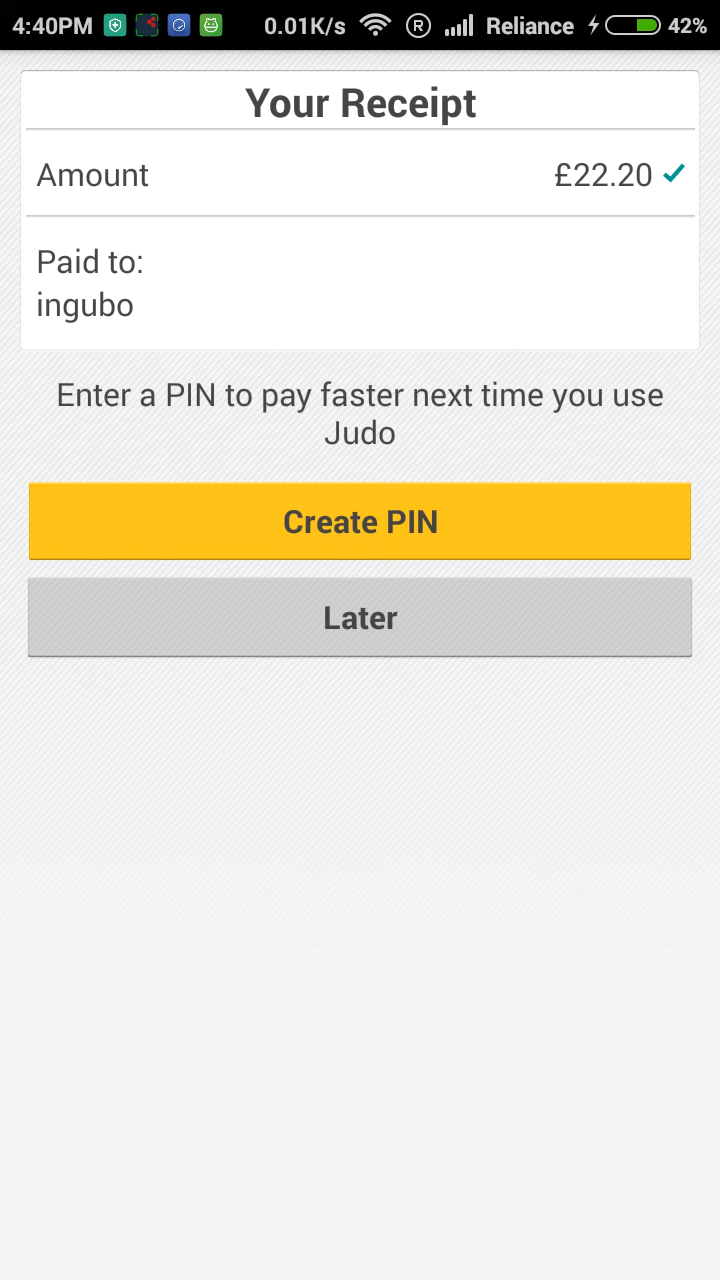 4:40PM 0.01K/s R Reliance 42%
Your Receipt
Amount £22.20
Paid to:
ingubo
Enter a PIN to pay faster next time you use
Judo
Create PIN
Later